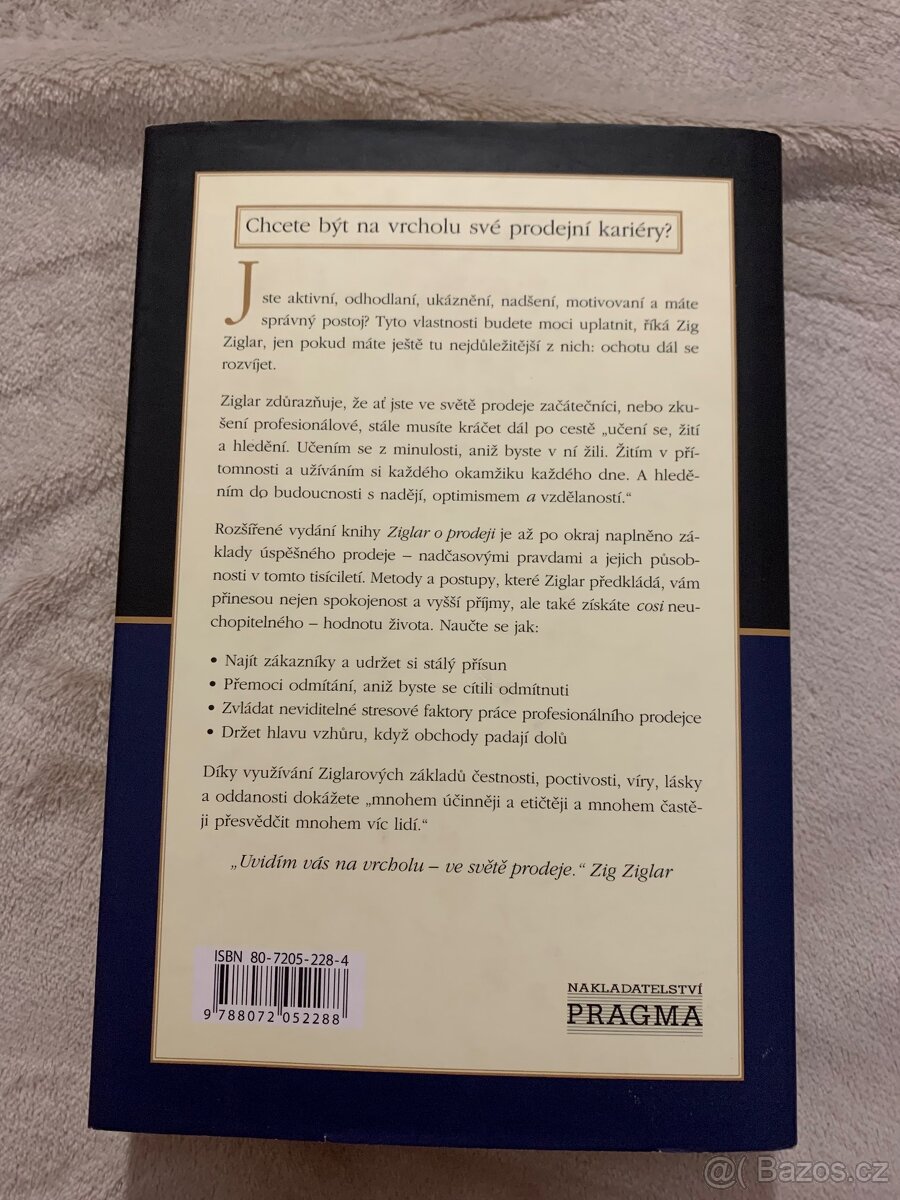 Chcete být na vrcholu své prodejní kariéry?
Jste aktivní, odhodlaní, ukáznění, nadšení, motivovaní a máte
správný postoj? Tyto vlastnosti budete moci uplatnit, říká Zig
Ziglar, jen pokud máte ještě tu nejdůležitější z nich: ochotu dál se
rozvíjet.
Ziglar zdůrazňuje, že ať jste ve světě prodeje začátečníci, nebo zku-
šení profesionálové, stále musíte kráčet dál po cestě „učení se, žití
a hledění. Učením se z minulosti, aniž byste v ní žili. Žitím v pří-
tomnosti a užíváním si každého okamžiku každého dne. A hledě-
ním do budoucnosti s nadějí, optimismem a vzdělaností.“
Rozšířené vydání knihy Ziglar o prodeji je až po okraj naplněno zá-
klady úspěšného prodeje – nadčasovými pravdami a jejich působ-
ností v tomto tisíciletí. Metody a postupy, které Ziglar předkládá, vám
přinesou nejen spokojenost a vyšší příjmy, ale také získáte cosi neu-
chopitelného – hodnotu života. Naučte se jak:
• Najít zákazníky a udržet si stálý přísun
• Přemoci odmítání, aniž byste se cítili odmítnuti
• Zvládat neviditelné stresové faktory práce profesionálního prodejce
• Držet hlavu vzhůru, když obchody padají dolů
Díky využívání Ziglarových základů čestnosti, poctivosti, víry, lásky
a oddanosti dokážete „mnohem účinněji a etičtěji a mnohem častě-
ji přesvědčit mnohem víc lidí.“
„Uvidím vás na vrcholu – ve světě prodeje.“ Zig Ziglar
ISBN 80-7205-228-4
9 788072 052288
NAKLADATELSTVÍ
PRAGMA
@( Bazos.cz